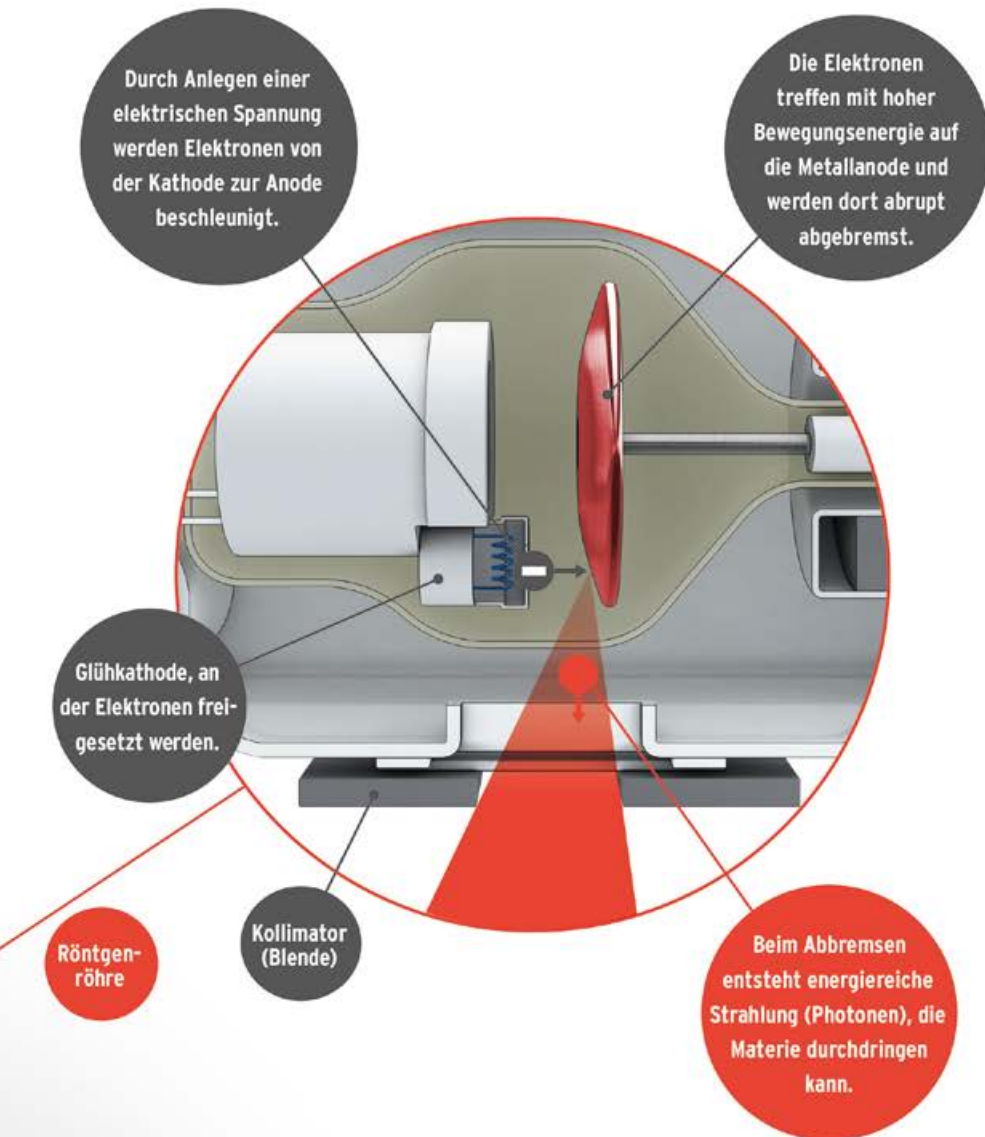 Durch Anlegen einer
elektrischen Spannung
werden Elektronen von
der Kathode zur Anode
beschleunigt.
Die Elektronen
treffen mit hoher
Bewegungsenergie auf
die Metallanode und
werden dort abrupt
abgebremst.
Glühkathode, an
der Elektronen frei-
gesetzt werden.
Röntgen-
röhre
Kollimator
(Blende)
Beim Abbremsen
entsteht energiereiche
Strahlung (Photonen), die
Materie durchdringen
kann.